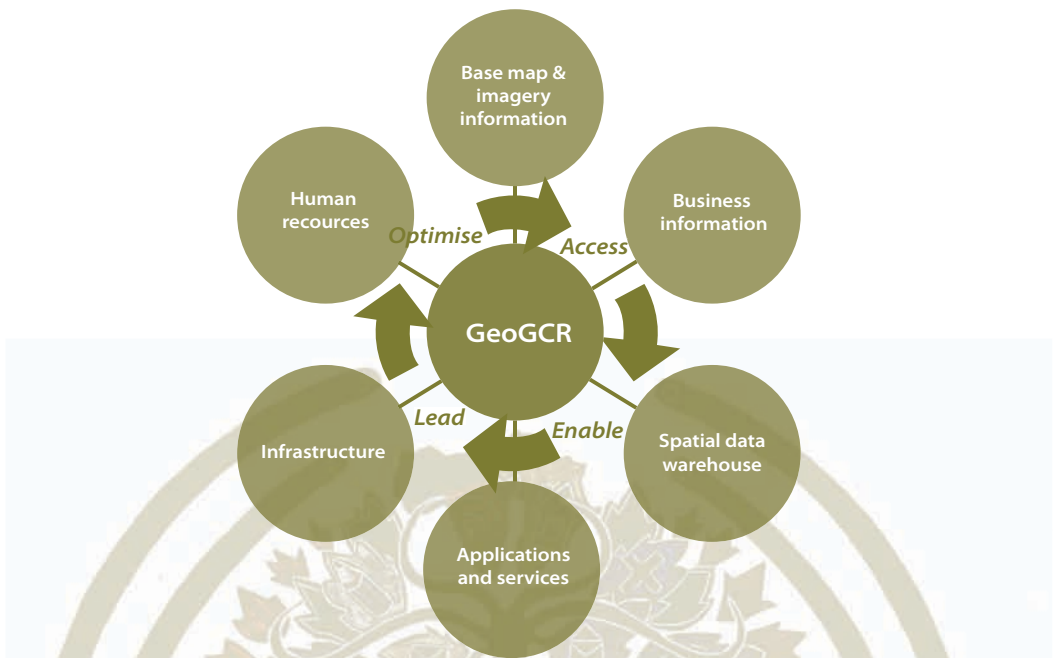 Base map &
imagery
information
Human
recources
Business
information
Optimise
Access
GeoGCR
Lead
Enable
Infrastructure
Spatial data
warehouse
Applications
and services